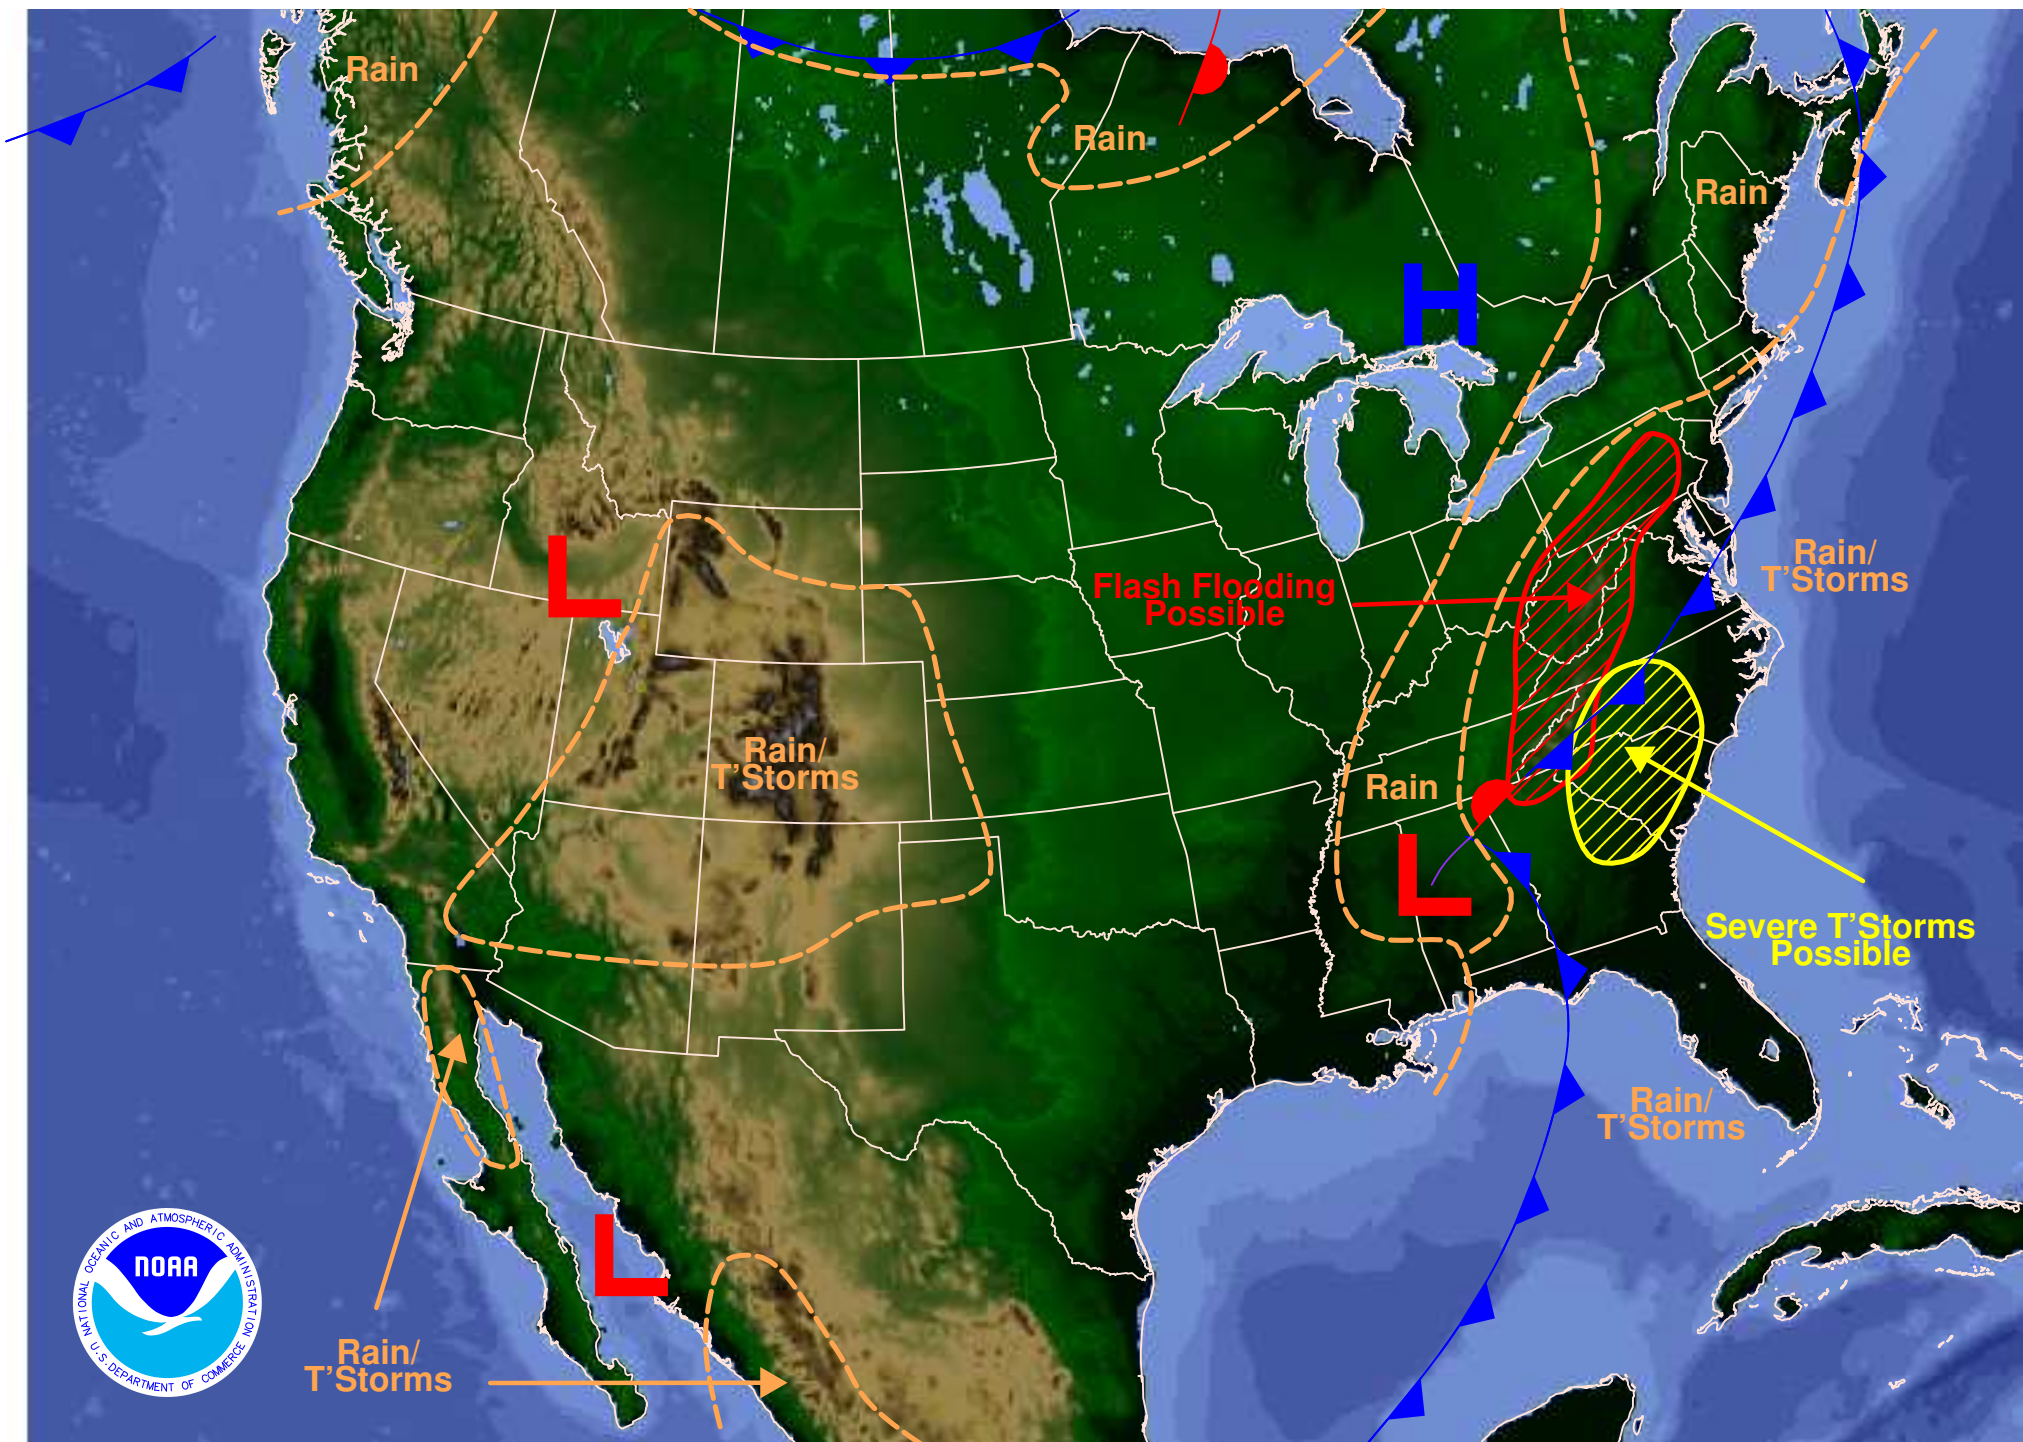 Rain
Rain
Rain
H
Rain/
T'Storms
L
Flash Flooding
Possible
Rain/
T'Storms
Rain
L
Severe T'Storms
Possible
Rain/
T'Storms
L
Rain/
T'Storms
NATIONAL OCEANIC AND ATMOSPHERIC ADMINISTRATION
NOAA
U.S. DEPARTMENT OF COMMERCE